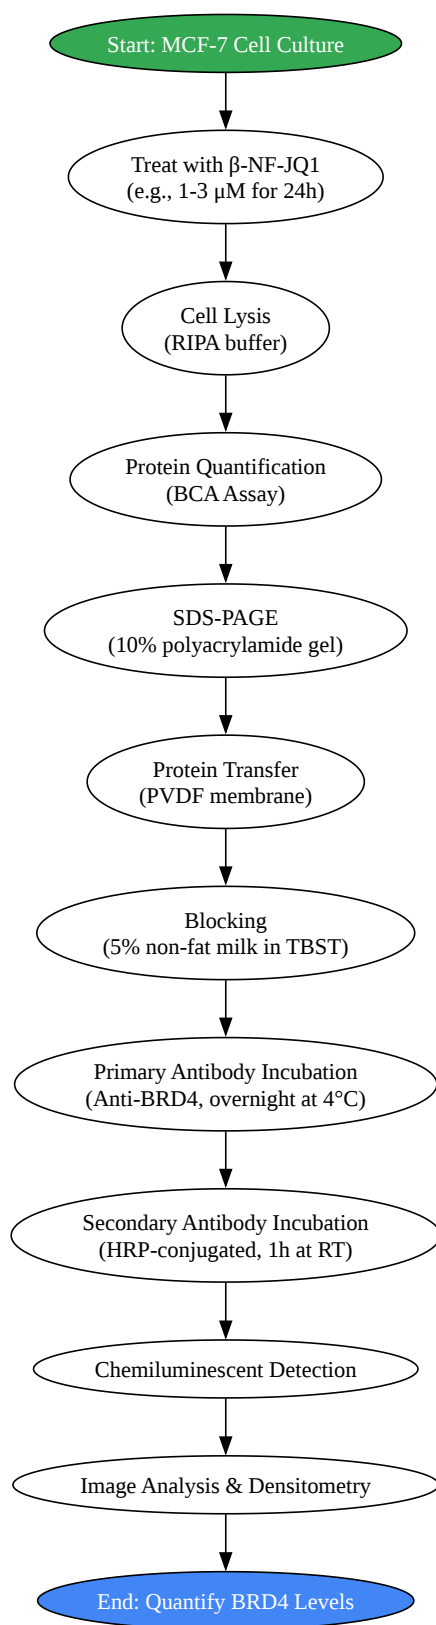 Start: MCF-7 Cell Culture
Treat with β-NF-JQ1
(e.g., 1-3 μM for 24h)
Cell Lysis
(RIPA buffer)
Protein Quantification
(BCA Assay)
SDS-PAGE
(10% polyacrylamide gel)
Protein Transfer
(PVDF membrane)
Blocking
(5% non-fat milk in TBST)
Primary Antibody Incubation
(Anti-BRD4, overnight at 4°C)
Secondary Antibody Incubation
(HRP-conjugated, 1h at RT)
Chemiluminescent Detection
Image Analysis & Densitometry
End: Quantify BRD4 Levels